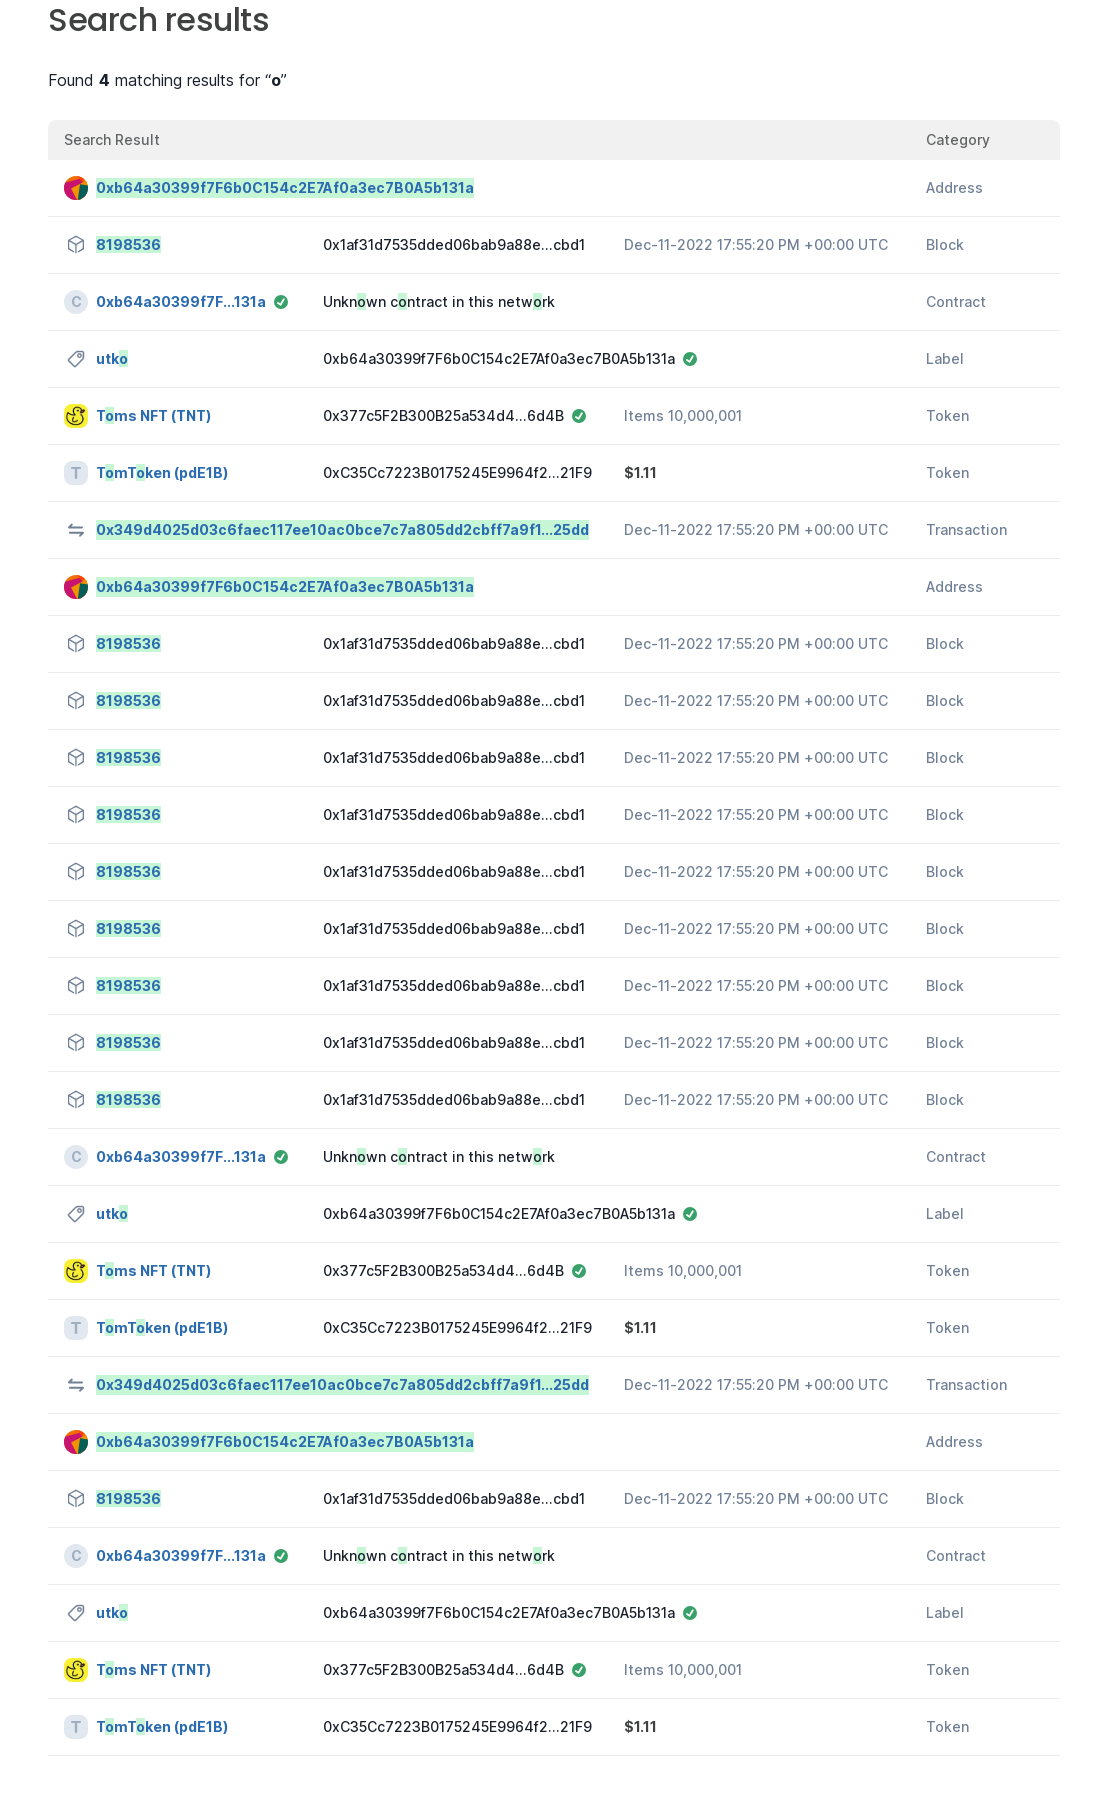 Search results
Found 4 matching results for “o”
Search Result Category
0xb64a30399f7F6b0C154c2E7Af0a3ec7B0A5b131a Address
8198536 0x1af31d7535dded06bab9a88e...cbd1 Dec-11-2022 17:55:20 PM +00:00 UTC Block
C 0xb64a30399f7F...131a Unknown contract in this network Contract
utko 0xb64a30399f7F6b0C154c2E7Af0a3ec7B0A5b131a Label
Toms NFT (TNT) 0x377c5F2B300B25a534d4...6d4B Items 10,000,001 Token
T TomToken (pdE1B) 0xC35Cc7223B0175245E9964f2...21F9 $1.11 Token
0x349d4025d03c6faec117ee10ac0bce7c7a805dd2cbff7a9f1...25dd Dec-11-2022 17:55:20 PM +00:00 UTC Transaction
0xb64a30399f7F6b0C154c2E7Af0a3ec7B0A5b131a Address
8198536 0x1af31d7535dded06bab9a88e...cbd1 Dec-11-2022 17:55:20 PM +00:00 UTC Block
8198536 0x1af31d7535dded06bab9a88e...cbd1 Dec-11-2022 17:55:20 PM +00:00 UTC Block
8198536 0x1af31d7535dded06bab9a88e...cbd1 Dec-11-2022 17:55:20 PM +00:00 UTC Block
8198536 0x1af31d7535dded06bab9a88e...cbd1 Dec-11-2022 17:55:20 PM +00:00 UTC Block
8198536 0x1af31d7535dded06bab9a88e...cbd1 Dec-11-2022 17:55:20 PM +00:00 UTC Block
8198536 0x1af31d7535dded06bab9a88e...cbd1 Dec-11-2022 17:55:20 PM +00:00 UTC Block
8198536 0x1af31d7535dded06bab9a88e...cbd1 Dec-11-2022 17:55:20 PM +00:00 UTC Block
8198536 0x1af31d7535dded06bab9a88e...cbd1 Dec-11-2022 17:55:20 PM +00:00 UTC Block
8198536 0x1af31d7535dded06bab9a88e...cbd1 Dec-11-2022 17:55:20 PM +00:00 UTC Block
C 0xb64a30399f7F...131a Unknown contract in this network Contract
utko 0xb64a30399f7F6b0C154c2E7Af0a3ec7B0A5b131a Label
Toms NFT (TNT) 0x377c5F2B300B25a534d4...6d4B Items 10,000,001 Token
T TomToken (pdE1B) 0xC35Cc7223B0175245E9964f2...21F9 $1.11 Token
0x349d4025d03c6faec117ee10ac0bce7c7a805dd2cbff7a9f1...25dd Dec-11-2022 17:55:20 PM +00:00 UTC Transaction
0xb64a30399f7F6b0C154c2E7Af0a3ec7B0A5b131a Address
8198536 0x1af31d7535dded06bab9a88e...cbd1 Dec-11-2022 17:55:20 PM +00:00 UTC Block
C 0xb64a30399f7F...131a Unknown contract in this network Contract
utko 0xb64a30399f7F6b0C154c2E7Af0a3ec7B0A5b131a Label
Toms NFT (TNT) 0x377c5F2B300B25a534d4...6d4B Items 10,000,001 Token
T TomToken (pdE1B) 0xC35Cc7223B0175245E9964f2...21F9 $1.11 Token